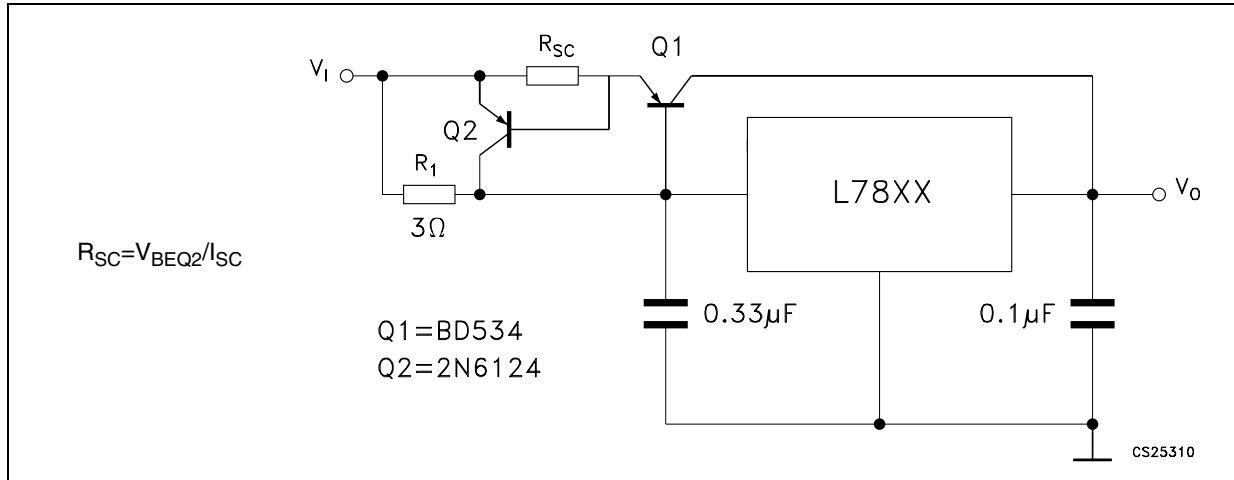 R_SC
Q1
V_I
Q2
R_1
3Ω
L78XX
V_O
R_SC=V_BEQ2/I_SC
0.33µF
0.1µF
Q1=BD534
Q2=2N6124
CS25310